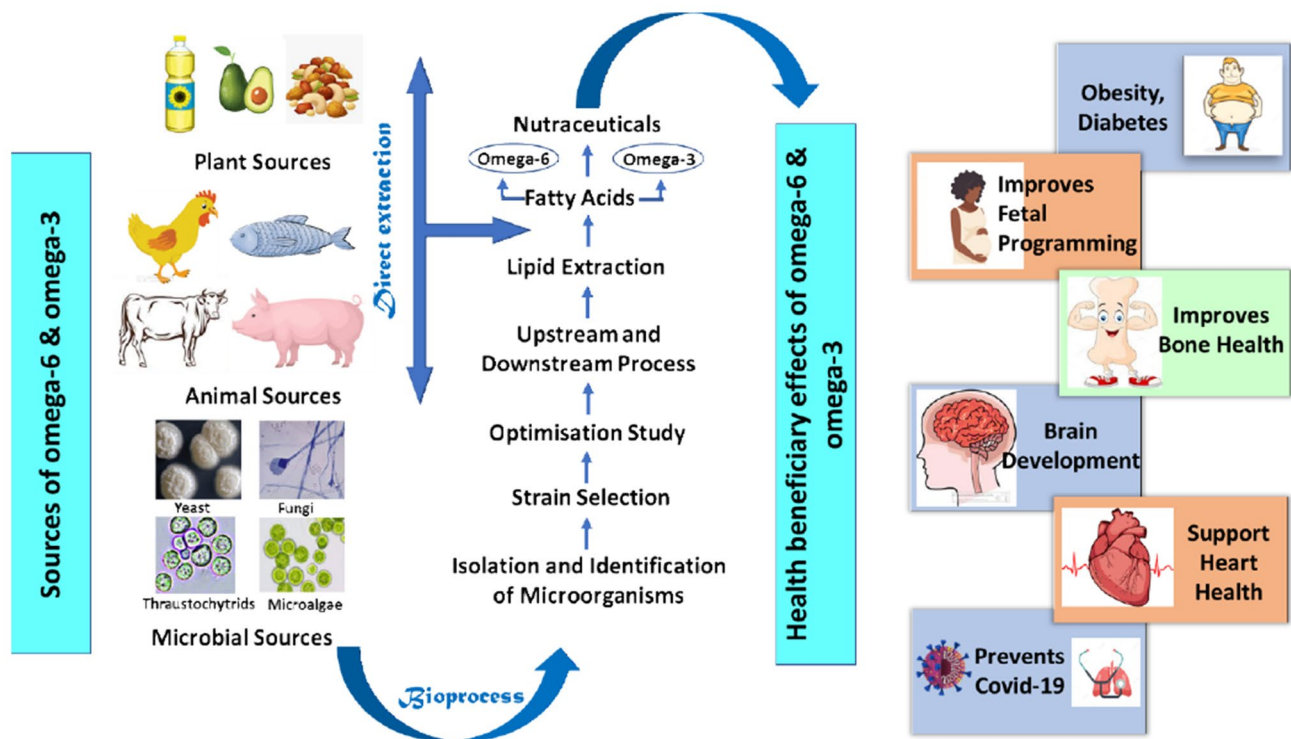 Sources of omega-6 & omega-3
Plant Sources
Animal Sources
Yeast
Fungi
Thraustochytrids
Microalgae
Microbial Sources
Direct extraction
Bioprocess
Nutraceuticals
Omega-6
Omega-3
Fatty Acids
Lipid Extraction
Upstream and
Downstream Process
Optimisation Study
Strain Selection
Isolation and Identification
of Microorganisms
Health beneficiary effects of omega-6 &
omega-3
Obesity,
Diabetes
Improves
Fetal
Programming
Improves
Bone Health
Brain
Development
Support
Heart
Health
Prevents
Covid-19